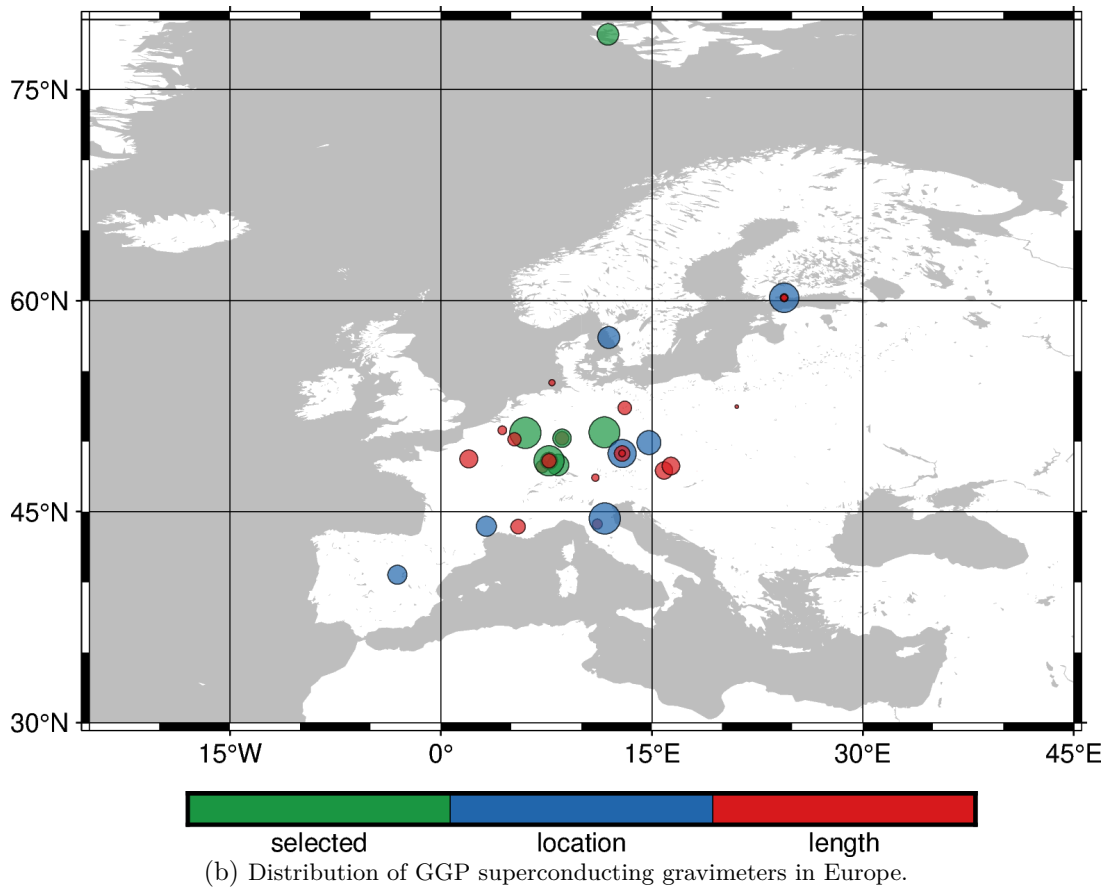 75°N
60°N
45°N
30°N
15°W 0° 15°E 30°E 45°E
selected location length
(b) Distribution of GGP superconducting gravimeters in Europe.